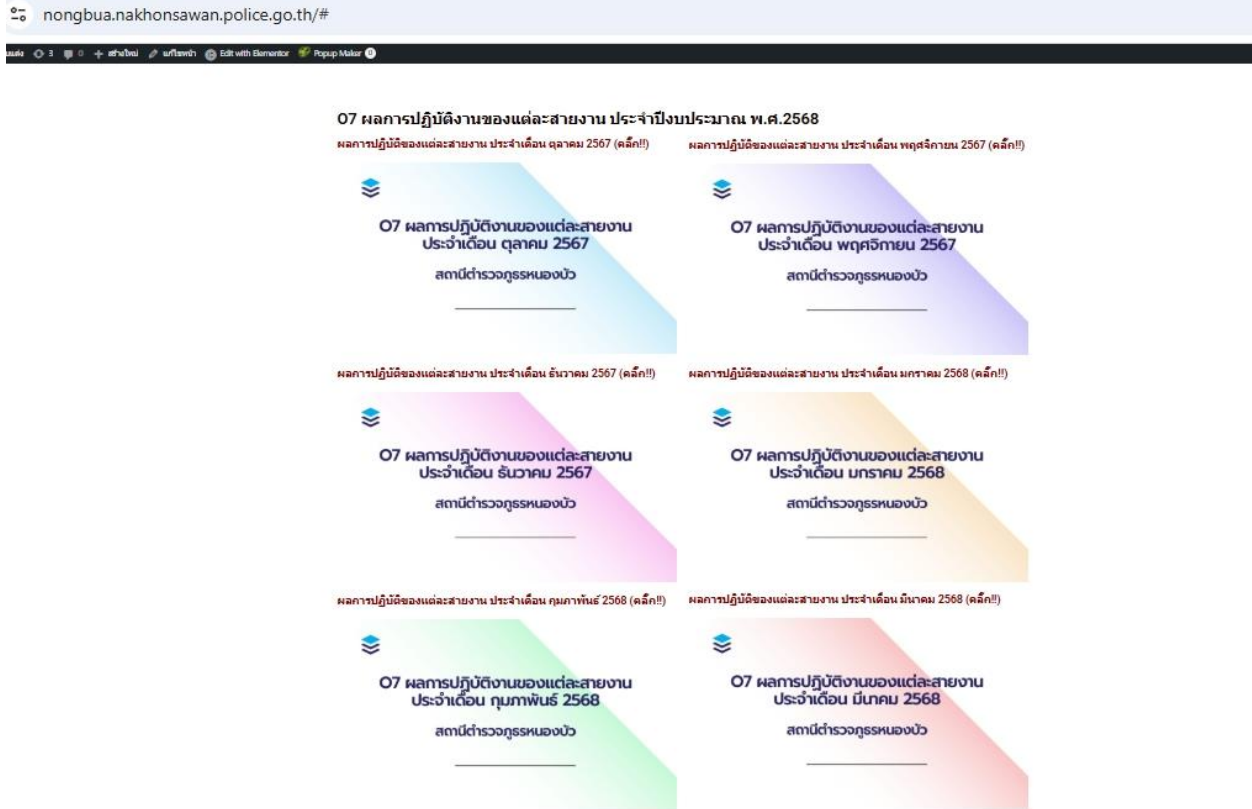 nongbua.nakhonsawan.police.go.th/#
3 0 + สร้างใหม่ แก้ไขหน้า Edit with Elementor Popup Maker
O7 ผลการปฏิบัติงานของแต่ละสายงาน ประจำปีงบประมาณ พ.ศ.2568
ผลการปฏิบัติของแต่ละสายงาน ประจำเดือน ตุลาคม 2567 (คลิ๊ก!!)
ผลการปฏิบัติของแต่ละสายงาน ประจำเดือน พฤศจิกายน 2567 (คลิ๊ก!!)
O7 ผลการปฏิบัติงานของแต่ละสายงาน
ประจำเดือน ตุลาคม 2567
สถานีตำรวจภูธรหนองบัว
O7 ผลการปฏิบัติงานของแต่ละสายงาน
ประจำเดือน พฤศจิกายน 2567
สถานีตำรวจภูธรหนองบัว
ผลการปฏิบัติของแต่ละสายงาน ประจำเดือน ธันวาคม 2567 (คลิ๊ก!!)
ผลการปฏิบัติของแต่ละสายงาน ประจำเดือน มกราคม 2568 (คลิ๊ก!!)
O7 ผลการปฏิบัติงานของแต่ละสายงาน
ประจำเดือน ธันวาคม 2567
สถานีตำรวจภูธรหนองบัว
O7 ผลการปฏิบัติงานของแต่ละสายงาน
ประจำเดือน มกราคม 2568
สถานีตำรวจภูธรหนองบัว
ผลการปฏิบัติของแต่ละสายงาน ประจำเดือน กุมภาพันธ์ 2568 (คลิ๊ก!!)
ผลการปฏิบัติของแต่ละสายงาน ประจำเดือน มีนาคม 2568 (คลิ๊ก!!)
O7 ผลการปฏิบัติงานของแต่ละสายงาน
ประจำเดือน กุมภาพันธ์ 2568
สถานีตำรวจภูธรหนองบัว
O7 ผลการปฏิบัติงานของแต่ละสายงาน
ประจำเดือน มีนาคม 2568
สถานีตำรวจภูธรหนองบัว